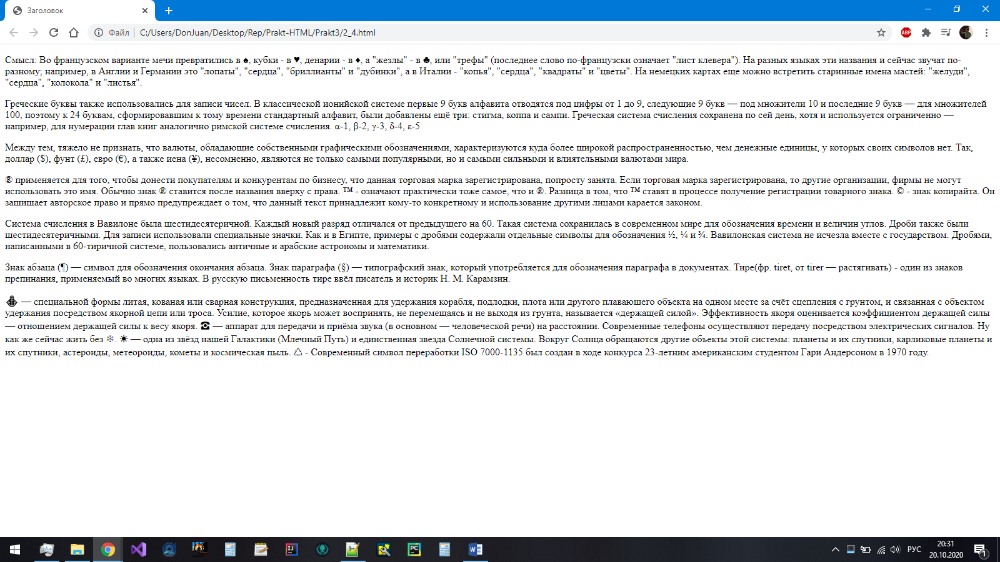 Заголовок
Файл
C:/Users/DonJuan/Desktop/Rep/Prakt-HTML/Prakt3/2_4.html
ABP
Смысл: Во французском варианте мечи превратились в ♠, кубки - в ♥, денарии - в ♦, а "жезлы" - в ♣, или "трефы" (последнее слово по-французски означает "лист клевера"). На разных языках эти названия и сейчас звучат по-
разному; например, в Англии и Германии это "лопаты", "сердца", "бриллианты" и "дубинки", а в Италии - "копья", "сердца", "квадраты" и "цветы". На немецких картах еще можно встретить старинные имена мастей: "желуди",
"сердца", "колокола" и "листья".
Греческие буквы также использовались для записи чисел. В классической ионийской системе первые 9 букв алфавита отводятся под цифры от 1 до 9, следующие 9 букв — под множители 10 и последние 9 букв — для множителей
100, поэтому к 24 буквам, сформировавшим к тому времени стандартный алфавит, были добавлены ещё три: стигма, коппа и сампи. Греческая система счисления сохранена по сей день, хотя и используется ограниченно —
например, для нумерации глав книг аналогично римской системе счисления. α-1, β-2, γ-3, δ-4, ε-5
Между тем, тяжело не признать, что валюты, обладающие собственными графическими обозначениями, характеризуются куда более широкой распространенностью, чем денежные единицы, у которых своих символов нет. Так,
доллар ($), фунт (£), евро (€), а также иена (¥), несомненно, являются не только самыми популярными, но и самыми сильными и влиятельными валютами мира.
® применяется для того, чтобы донести покупателям и конкурентам по бизнесу, что данная торговая марка зарегистрирована, попросту занята. Если торговая марка зарегистрирована, то другие организации, фирмы не могут
использовать это имя. Обычно знак ® ставится после названия вверху с права. ™ - означают практически тоже самое, что и ®. Разница в том, что ™ ставят в процессе получение регистрации товарного знака. © - знак копирайта. Он
защищает авторское право и прямо предупреждает о том, что данный текст принадлежит кому-то конкретному и использование другими лицами карается законом.
Система счисления в Вавилоне была шестидесятеричной. Каждый новый разряд отличался от предыдущего на 60. Такая система сохранилась в современном мире для обозначения времени и величин углов. Дроби также были
шестидесятеричными. Для записи использовали специальные значки. Как и в Египте, примеры с дробями содержали отдельные символы для обозначения ½, ¼ и ¾. Вавилонская система не исчезла вместе с государством. Дробями,
написанными в 60-тиричной системе, пользовались античные и арабские астрономы и математики.
Знак абзаца (¶) — символ для обозначения окончания абзаца. Знак параграфа (§) — типографский знак, который употребляется для обозначения параграфа в документах. Тире(фр. tiret, от tirer — растягивать) - один из знаков
препинания, применяемый во многих языках. В русскую письменность тире ввёл писатель и историк Н. М. Карамзин.
⚓ — специальной формы литая, кованая или сварная конструкция, предназначенная для удержания корабля, подлодки, плота или другого плавающего объекта на одном месте за счёт сцепления с грунтом, и связанная с объектом
удержания посредством якорной цепи или троса. Усилие, которое якорь может воспринять, не перемещаясь и не выходя из грунта, называется «держащей силой». Эффективность якоря оценивается коэффициентом держащей силы
— отношением держащей силы к весу якоря. ☎ — аппарат для передачи и приёма звука (в основном — человеческой речи) на расстоянии. Современные телефоны осуществляют передачу посредством электрических сигналов. Ну
как же сейчас жить без ❄. ☀ — одна из звёзд нашей Галактики (Млечный Путь) и единственная звезда Солнечной системы. Вокруг Солнца обращаются другие объекты этой системы: планеты и их спутники, карликовые планеты и
их спутники, астероиды, метеороиды, кометы и космическая пыль. ♺ - Современный символ переработки ISO 7000-1135 был создан в ходе конкурса 23-летним американским студентом Гари Андерсоном в 1970 году.
IJ
PC
W
РУС
20:31
20.10.2020
1